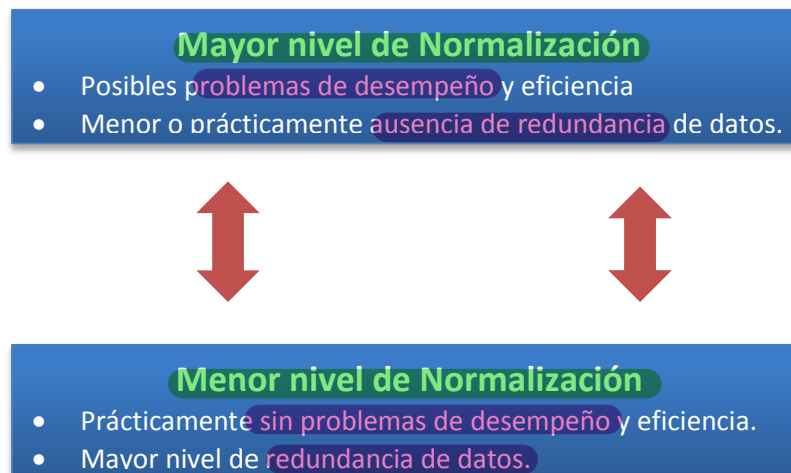 Mayor nivel de Normalización
• Posibles problemas de desempeño y eficiencia
• Menor o prácticamente ausencia de redundancia de datos.
Menor nivel de Normalización
• Prácticamente sin problemas de desempeño y eficiencia.
• Mayor nivel de redundancia de datos.